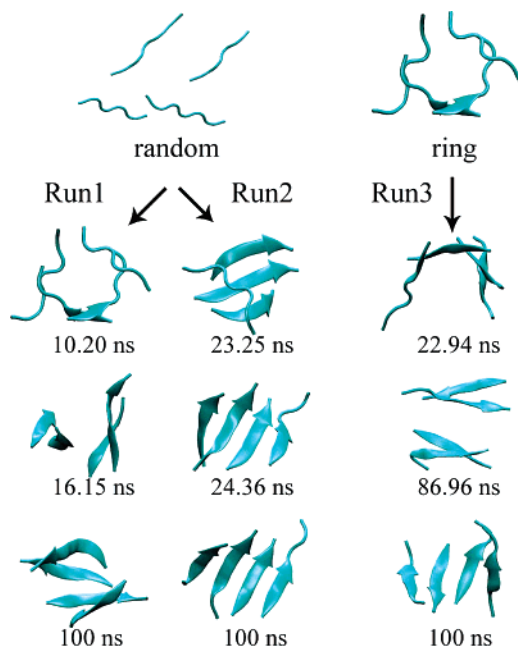 random ring
Run1 Run2 Run3
10.20 ns 23.25 ns 22.94 ns
16.15 ns 24.36 ns 86.96 ns
100 ns 100 ns 100 ns